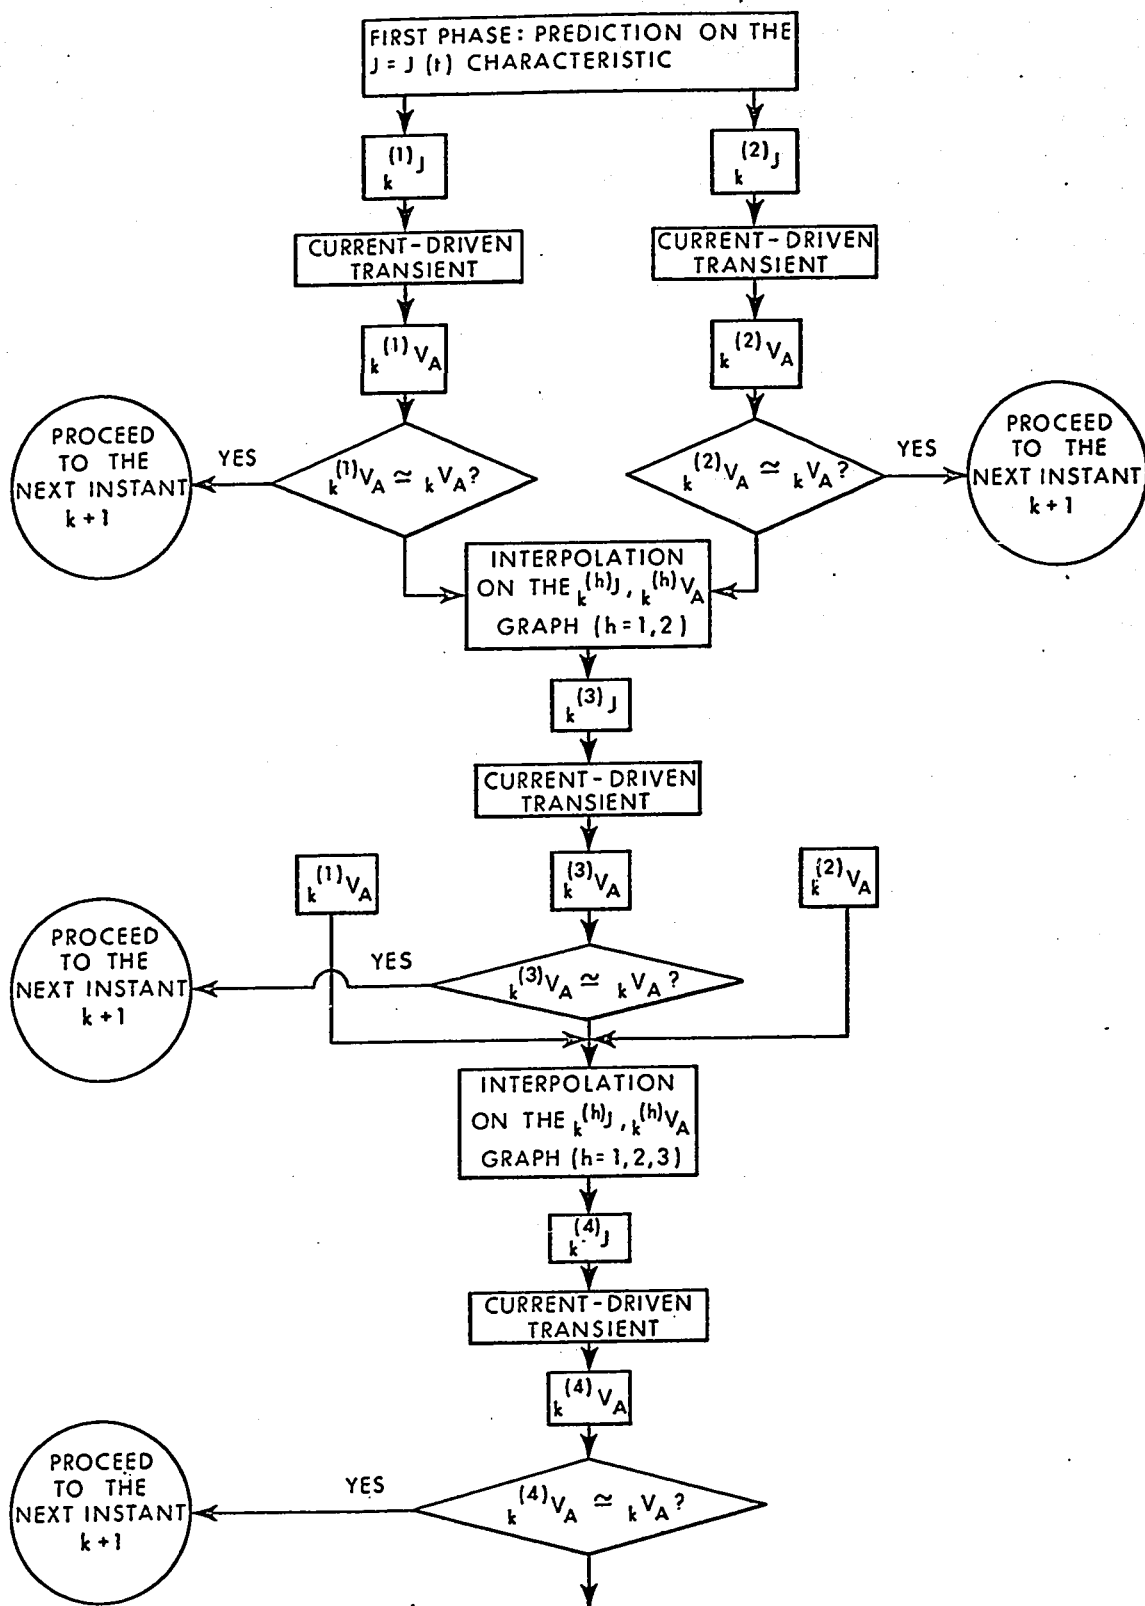 FIRST PHASE: PREDICTION ON THE
J = J (t) CHARACTERISTIC
k(1)J
k(2)J
CURRENT-DRIVEN
TRANSIENT
CURRENT-DRIVEN
TRANSIENT
k(1)VA
k(2)VA
PROCEED
TO THE
NEXT INSTANT
k+1
YES
k(1)VA ≃ kVA?
k(2)VA ≃ kVA?
YES
PROCEED
TO THE
NEXT INSTANT
k+1
INTERPOLATION
ON THE k(h)J, k(h)VA
GRAPH (h=1,2)
k(3)J
CURRENT-DRIVEN
TRANSIENT
k(1)VA
k(3)VA
k(2)VA
PROCEED
TO THE
NEXT INSTANT
k+1
YES
k(3)VA ≃ kVA?
INTERPOLATION
ON THE k(h)J, k(h)VA
GRAPH (h=1,2,3)
k(4)J
CURRENT-DRIVEN
TRANSIENT
k(4)VA
PROCEED
TO THE
NEXT INSTANT
k+1
YES
k(4)VA ≃ kVA?